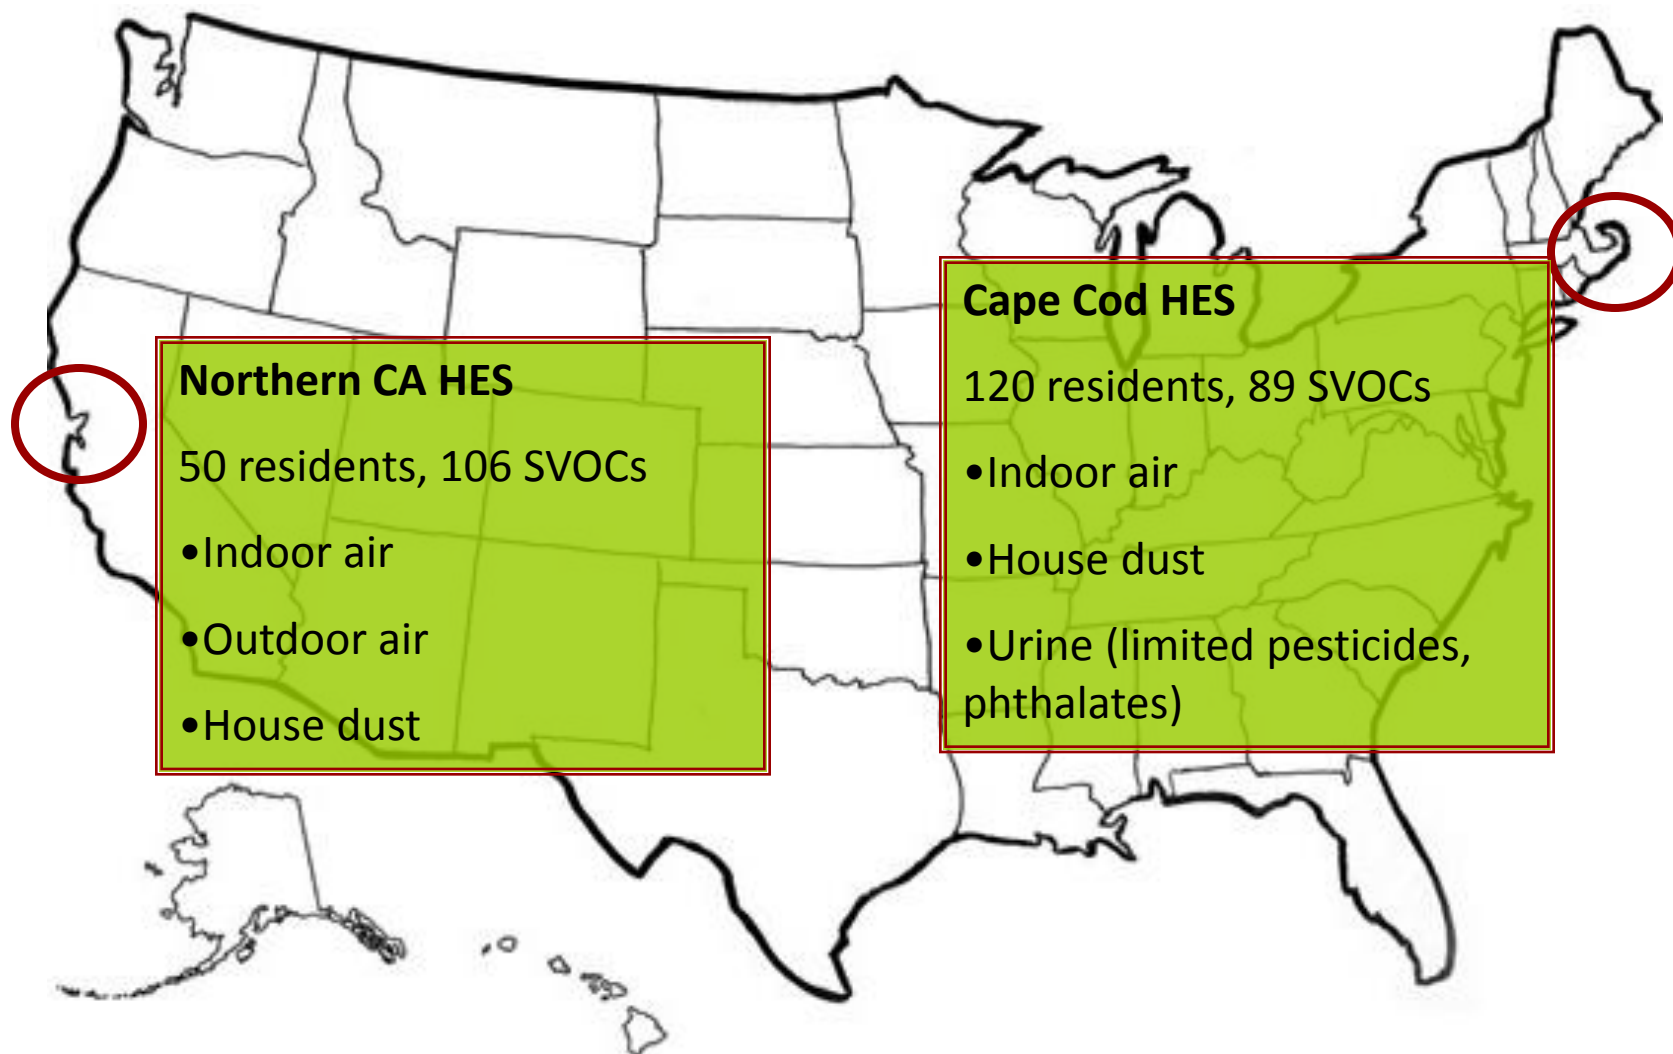 Northern CA HES
50 residents, 106 SVOCs
•Indoor air
•Outdoor air
•House dust
Cape Cod HES
120 residents, 89 SVOCs
•Indoor air
•House dust
•Urine (limited pesticides,
phthalates)